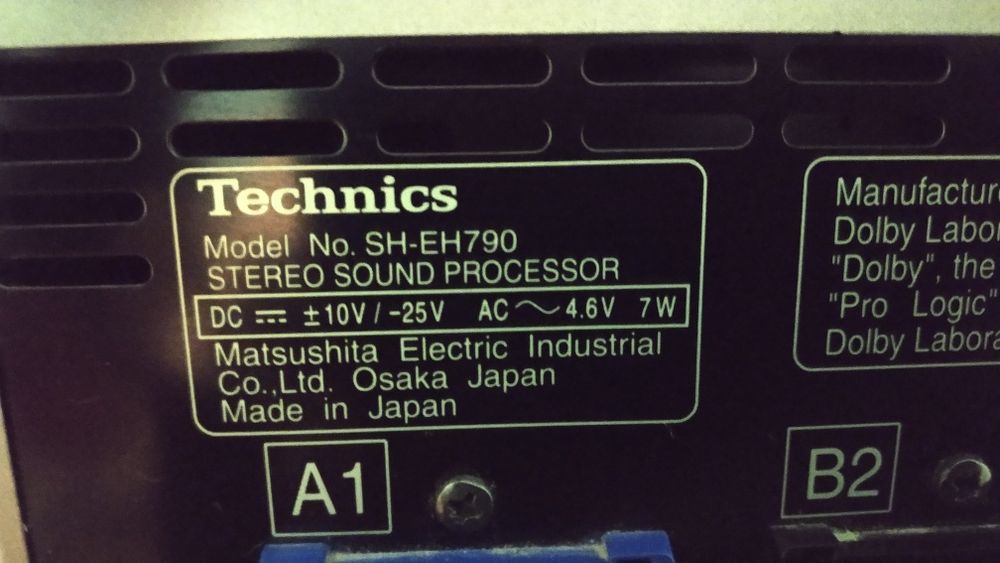 Technics
Model No. SH-EH790
STEREO SOUND PROCESSOR
DC ⎓ ±10V / -25V AC ~ 4.6V 7W
Matsushita Electric Industrial
Co.,Ltd. Osaka Japan
Made in Japan
A1
Dolby
"Dolby", the
"Pro Logic"
Dolby
B2